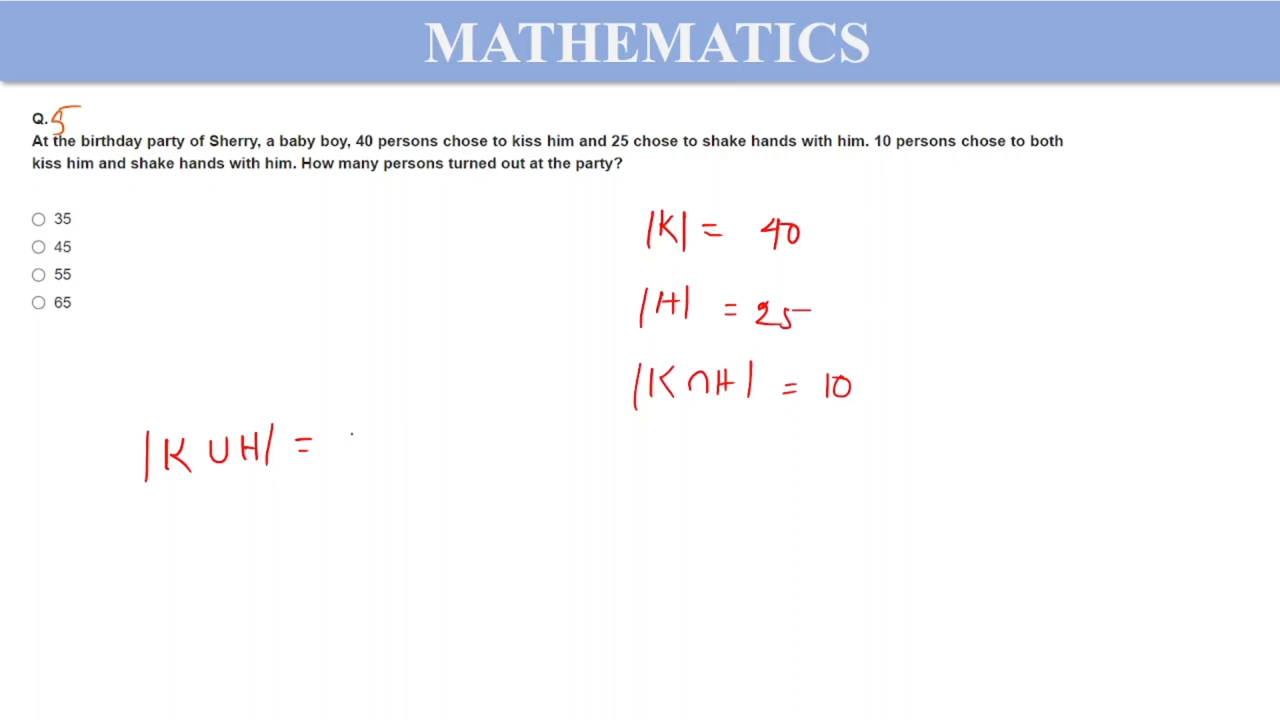 MATHEMATICS
Q. 5
At the birthday party of Sherry, a baby boy, 40 persons chose to kiss him and 25 chose to shake hands with him. 10 persons chose to both
kiss him and shake hands with him. How many persons turned out at the party?
35
45
55
65
|K| = 40
|H| = 25
|K ∩ H| = 10
|K ∪ H| =